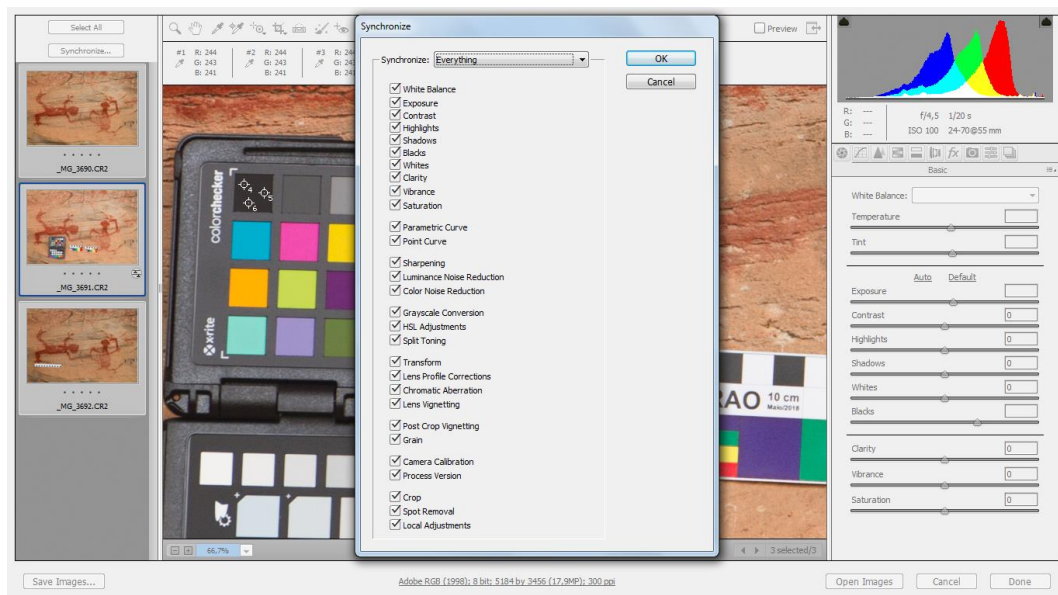 Select All
Synchronize...
_MG_3690.CR2
_MG_3691.CR2
_MG_3692.CR2
#1 R: 244
G: 243
B: 241
#2 R: 244
G: 243
B: 241
#3 R: 244
G: 243
B: 241
Preview
colorchecker
x-rite
RAO 10 cm
66,7%
3 selected/3
Synchronize
Synchronize: Everything
OK
Cancel
White Balance
Exposure
Contrast
Highlights
Shadows
Blacks
Whites
Clarity
Vibrance
Saturation
Parametric Curve
Point Curve
Sharpening
Luminance Noise Reduction
Color Noise Reduction
Grayscale Conversion
HSL Adjustments
Split Toning
Transform
Lens Profile Corrections
Chromatic Aberration
Lens Vignetting
Post Crop Vignetting
Grain
Camera Calibration
Process Version
Crop
Spot Removal
Local Adjustments
R: ---
G: ---
B: ---
f/4,5 1/20 s
ISO 100 24-70@55 mm
Basic
White Balance:
Temperature
Tint
Auto Default
Exposure
Contrast 0
Highlights 0
Shadows 0
Whites 0
Blacks
Clarity 0
Vibrance 0
Saturation 0
Save Images...
Adobe RGB (1998); 8 bit; 5184 by 3456 (17,9MP); 300 ppi
Open Images
Cancel
Done